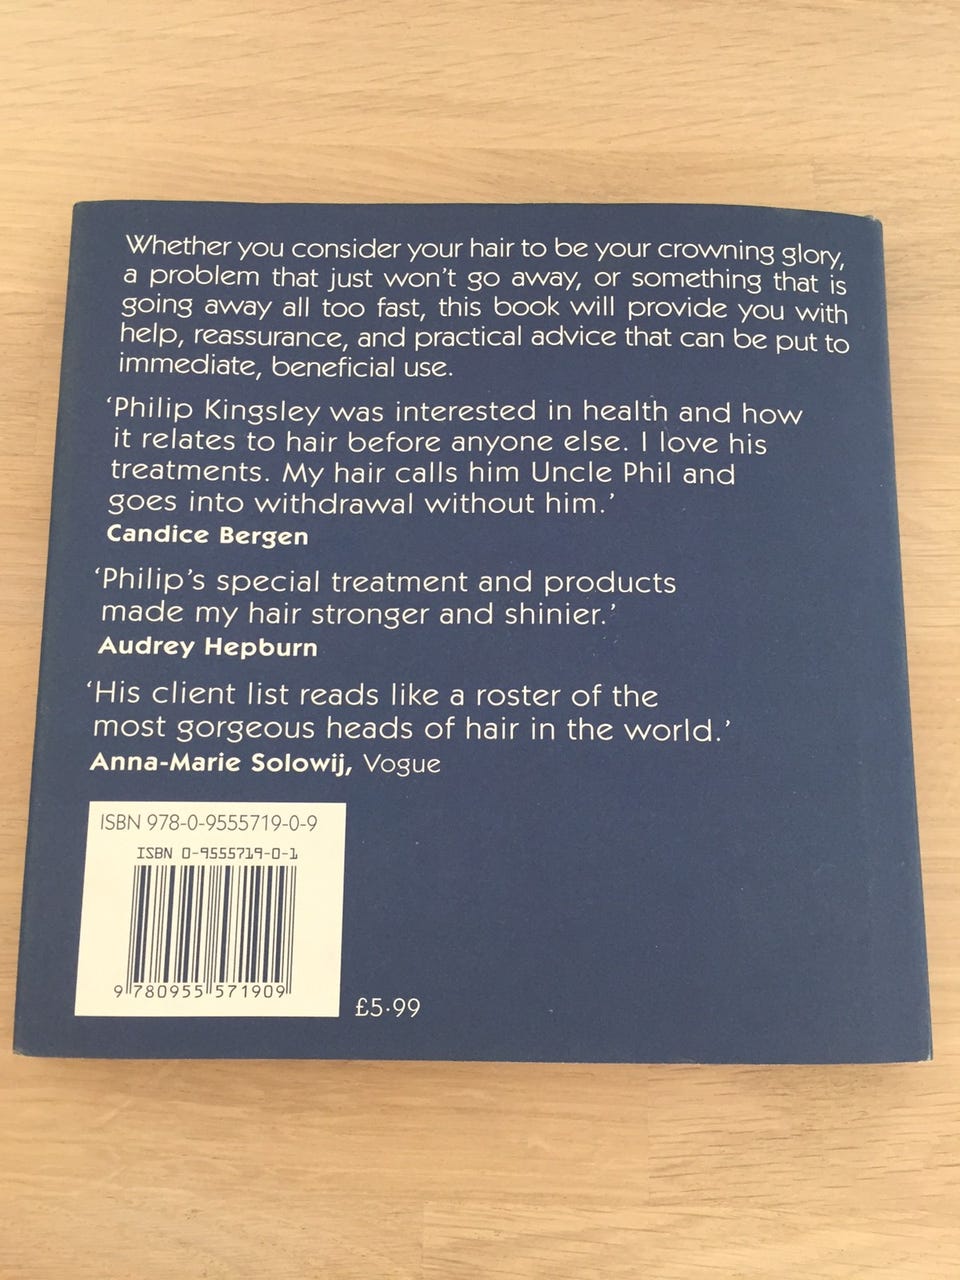 Whether you consider your hair to be your crowning glory,
a problem that just won't go away, or something that is
going away all too fast, this book will provide you with
help, reassurance, and practical advice that can be put to
immediate, beneficial use.
‘Philip Kingsley was interested in health and how
it relates to hair before anyone else. I love his
treatments. My hair calls him Uncle Phil and
goes into withdrawal without him.’
Candice Bergen
‘Philip's special treatment and products
made my hair stronger and shinier.’
Audrey Hepburn
‘His client list reads like a roster of the
most gorgeous heads of hair in the world.’
Anna-Marie Solowij, Vogue
ISBN 978-0-9555719-0-9
ISBN 0-9555719-0-1
9 780955 571909
£5·99